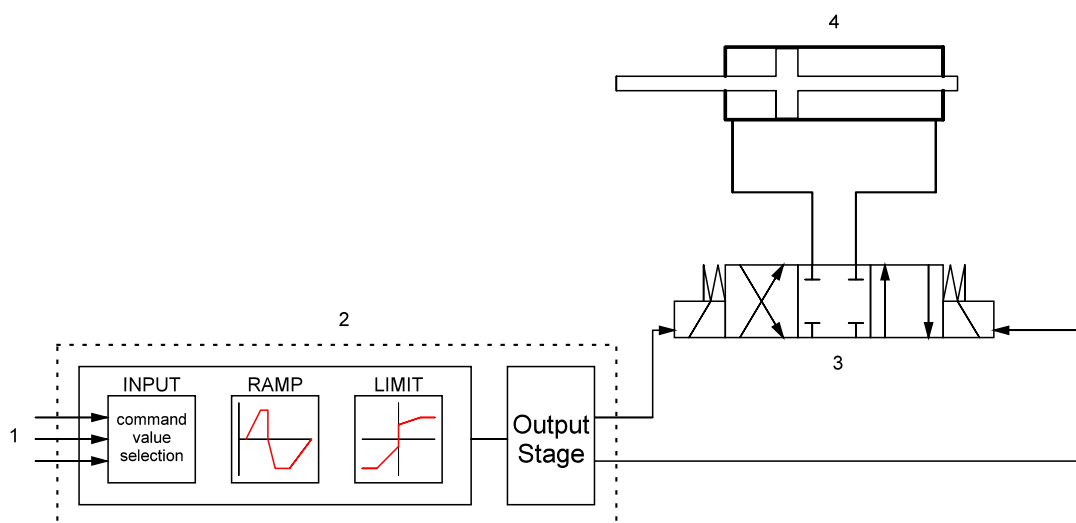 4
3
2
INPUT
RAMP
LIMIT
command
value
selection
Output
Stage
1